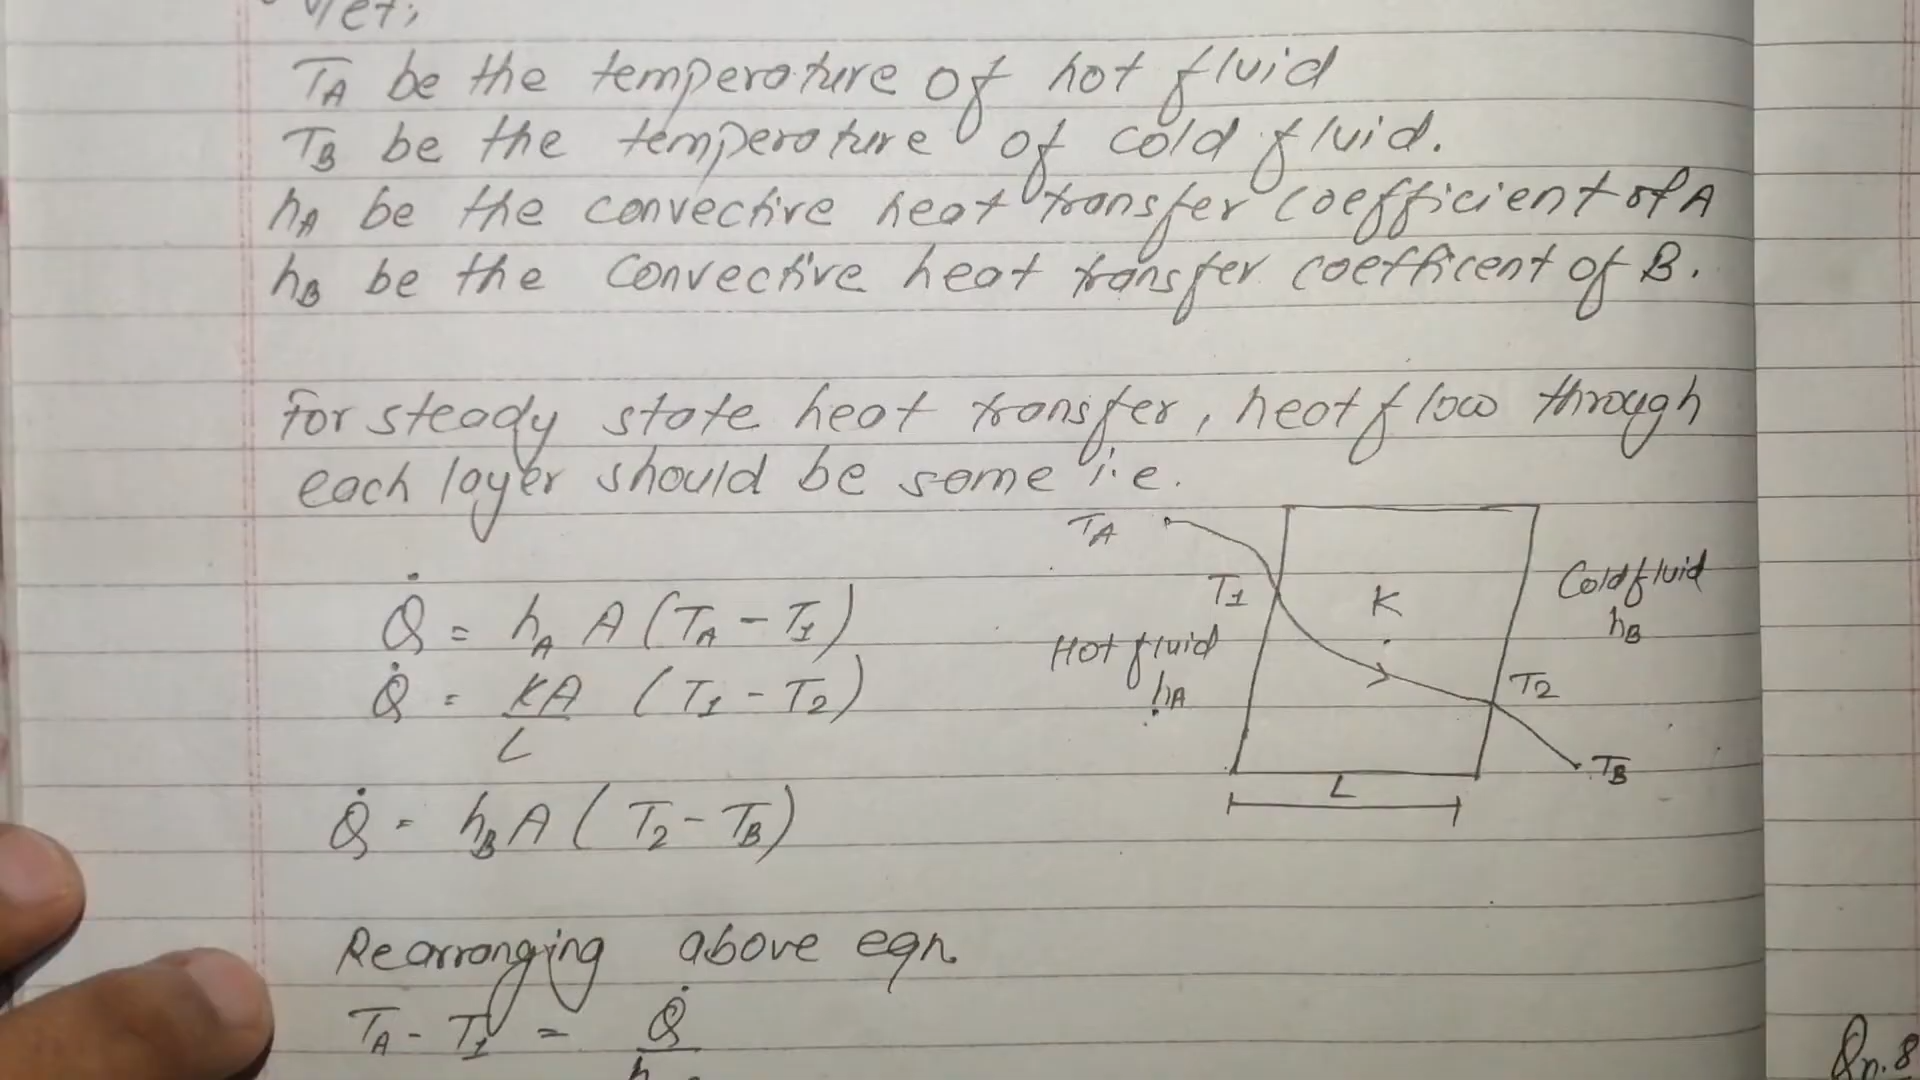 Let,
TA be the temperature of hot fluid
TB be the temperature of cold fluid.
hA be the convective heat transfer coefficient of A
hB be the convective heat transfer coefficent of B.
For steady state heat transfer, heat flow through
each layer should be same i.e.
Q̇ = hA A (TA - T1)
Q̇ = KA/L (T1 - T2)
Q̇ = hB A (T2 - TB)
TA
T1
K
Cold fluid
hB
Hot fluid
hA
T2
TB
L
Rearranging above eqn.
TA - T1 = Q̇/h
Qn.8